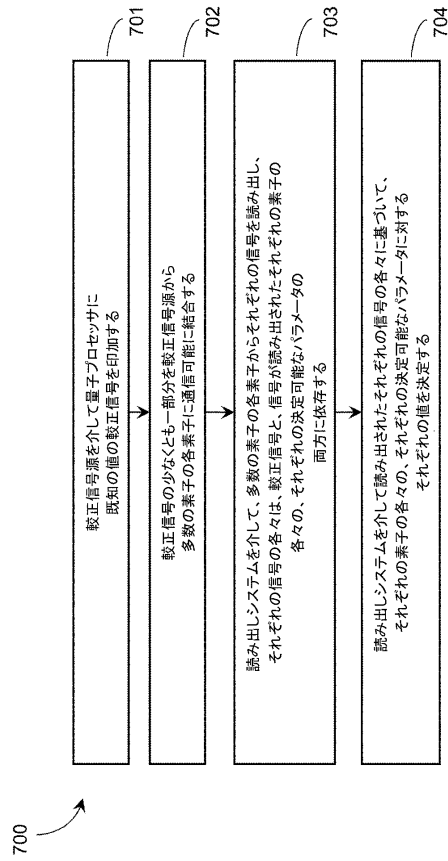 700
701
較正信号源を介して量子プロセッサに
既知の値の較正信号を印加する
702
較正信号の少なくとも一部分を較正信号源から
多数の素子の各素子に通信可能に結合する
703
読み出しシステムを介して、多数の素子の各素子からそれぞれの信号を読み出し、
それぞれの信号の各々は、較正信号と、信号が読み出されたそれぞれの素子の
各々の、それぞれの決定可能なパラメータの
両方に依存する
704
読み出しシステムを介して読み出されたそれぞれの信号の各々に基づいて、
それぞれの素子の各々の、それぞれの決定可能なパラメータに対する
それぞれの値を決定する